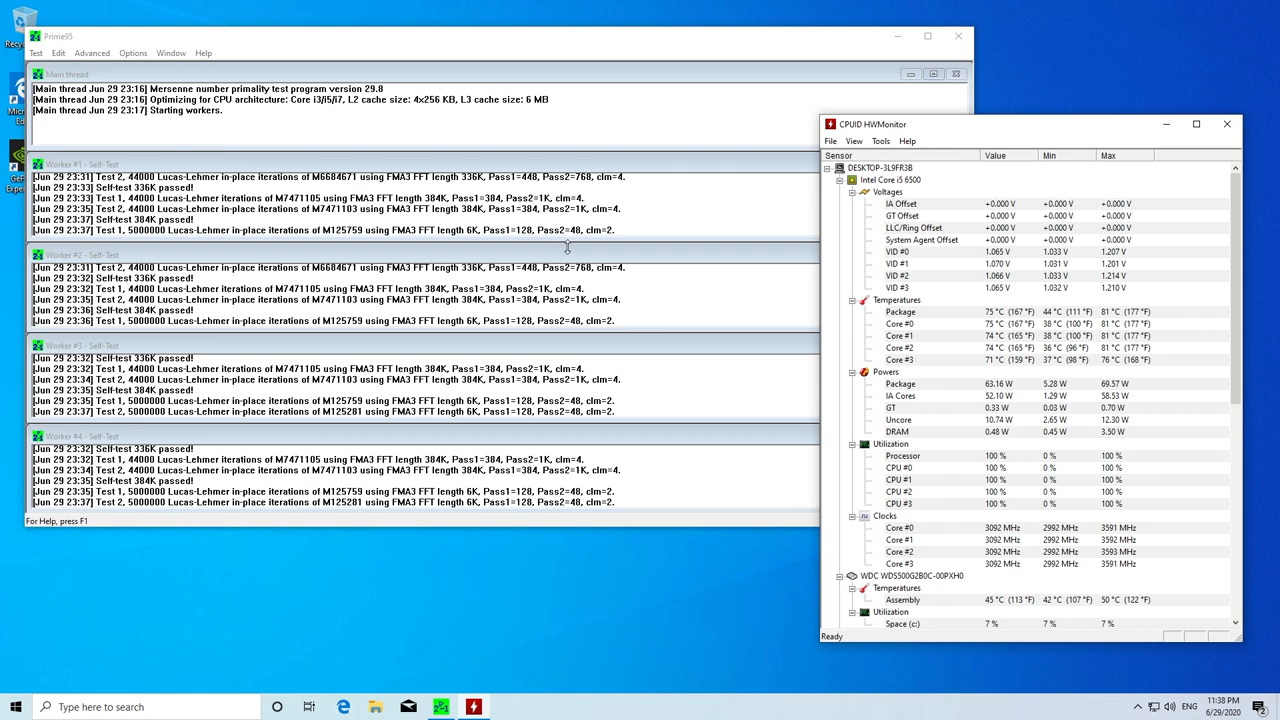 Recyc
Micro
Ed
GeF
Experi
Prime95
Test Edit Advanced Options Window Help
Main thread
[Main thread Jun 29 23:16] Mersenne number primality test program version 29.8
[Main thread Jun 29 23:16] Optimizing for CPU architecture: Core i3/i5/i7, L2 cache size: 4x256 KB, L3 cache size: 6 MB
[Main thread Jun 29 23:17] Starting workers.
Worker #1 - Self-Test
[Jun 29 23:31] Test 2, 44000 Lucas-Lehmer in-place iterations of M6684671 using FMA3 FFT length 336K, Pass1=448, Pass2=768, clm=4.
[Jun 29 23:33] Self-test 336K passed!
[Jun 29 23:33] Test 1, 44000 Lucas-Lehmer in-place iterations of M7471105 using FMA3 FFT length 384K, Pass1=384, Pass2=1K, clm=4.
[Jun 29 23:35] Test 2, 44000 Lucas-Lehmer in-place iterations of M7471103 using FMA3 FFT length 384K, Pass1=384, Pass2=1K, clm=4.
[Jun 29 23:37] Self-test 384K passed!
[Jun 29 23:37] Test 1, 5000000 Lucas-Lehmer in-place iterations of M125759 using FMA3 FFT length 6K, Pass1=128, Pass2=48, clm=2.
Worker #2 - Self-Test
[Jun 29 23:31] Test 2, 44000 Lucas-Lehmer in-place iterations of M6684671 using FMA3 FFT length 336K, Pass1=448, Pass2=768, clm=4.
[Jun 29 23:32] Self-test 336K passed!
[Jun 29 23:32] Test 1, 44000 Lucas-Lehmer in-place iterations of M7471105 using FMA3 FFT length 384K, Pass1=384, Pass2=1K, clm=4.
[Jun 29 23:35] Test 2, 44000 Lucas-Lehmer in-place iterations of M7471103 using FMA3 FFT length 384K, Pass1=384, Pass2=1K, clm=4.
[Jun 29 23:36] Self-test 384K passed!
[Jun 29 23:36] Test 1, 5000000 Lucas-Lehmer in-place iterations of M125759 using FMA3 FFT length 6K, Pass1=128, Pass2=48, clm=2.
Worker #3 - Self-Test
[Jun 29 23:32] Self-test 336K passed!
[Jun 29 23:32] Test 1, 44000 Lucas-Lehmer in-place iterations of M7471105 using FMA3 FFT length 384K, Pass1=384, Pass2=1K, clm=4.
[Jun 29 23:34] Test 2, 44000 Lucas-Lehmer in-place iterations of M7471103 using FMA3 FFT length 384K, Pass1=384, Pass2=1K, clm=4.
[Jun 29 23:35] Self-test 384K passed!
[Jun 29 23:35] Test 1, 5000000 Lucas-Lehmer in-place iterations of M125759 using FMA3 FFT length 6K, Pass1=128, Pass2=48, clm=2.
[Jun 29 23:37] Test 2, 5000000 Lucas-Lehmer in-place iterations of M125281 using FMA3 FFT length 6K, Pass1=128, Pass2=48, clm=2.
Worker #4 - Self-Test
[Jun 29 23:32] Self-test 336K passed!
[Jun 29 23:32] Test 1, 44000 Lucas-Lehmer in-place iterations of M7471105 using FMA3 FFT length 384K, Pass1=384, Pass2=1K, clm=4.
[Jun 29 23:34] Test 2, 44000 Lucas-Lehmer in-place iterations of M7471103 using FMA3 FFT length 384K, Pass1=384, Pass2=1K, clm=4.
[Jun 29 23:35] Self-test 384K passed!
[Jun 29 23:35] Test 1, 5000000 Lucas-Lehmer in-place iterations of M125759 using FMA3 FFT length 6K, Pass1=128, Pass2=48, clm=2.
[Jun 29 23:37] Test 2, 5000000 Lucas-Lehmer in-place iterations of M125281 using FMA3 FFT length 6K, Pass1=128, Pass2=48, clm=2.
For Help, press F1
CPUID HWMonitor
File View Tools Help
Sensor Value Min Max
DESKTOP-3L9FR3B
Intel Core i5 6500
Voltages
IA Offset +0.000 V +0.000 V +0.000 V
GT Offset +0.000 V +0.000 V +0.000 V
LLC/Ring Offset +0.000 V +0.000 V +0.000 V
System Agent Offset +0.000 V +0.000 V +0.000 V
VID #0 1.065 V 1.033 V 1.207 V
VID #1 1.070 V 1.031 V 1.201 V
VID #2 1.066 V 1.033 V 1.214 V
VID #3 1.065 V 1.032 V 1.210 V
Temperatures
Package 75 °C (167 °F) 44 °C (111 °F) 81 °C (177 °F)
Core #0 75 °C (167 °F) 38 °C (100 °F) 81 °C (177 °F)
Core #1 74 °C (165 °F) 38 °C (100 °F) 81 °C (177 °F)
Core #2 74 °C (165 °F) 36 °C (96 °F) 81 °C (177 °F)
Core #3 71 °C (159 °F) 37 °C (98 °F) 76 °C (168 °F)
Powers
Package 63.16 W 5.28 W 69.57 W
IA Cores 52.10 W 1.29 W 58.53 W
GT 0.33 W 0.03 W 0.70 W
Uncore 10.74 W 2.65 W 12.30 W
DRAM 0.48 W 0.45 W 3.50 W
Utilization
Processor 100 % 0 % 100 %
CPU #0 100 % 0 % 100 %
CPU #1 100 % 0 % 100 %
CPU #2 100 % 0 % 100 %
CPU #3 100 % 0 % 100 %
Clocks
Core #0 3092 MHz 2992 MHz 3591 MHz
Core #1 3092 MHz 2992 MHz 3592 MHz
Core #2 3092 MHz 2992 MHz 3593 MHz
Core #3 3092 MHz 2992 MHz 3591 MHz
WDC WDS500G2B0C-00PXH0
Temperatures
Assembly 45 °C (113 °F) 42 °C (107 °F) 50 °C (122 °F)
Utilization
Space (c:) 7 % 7 % 7 %
Ready
Type here to search
ENG
11:38 PM
6/29/2020
2